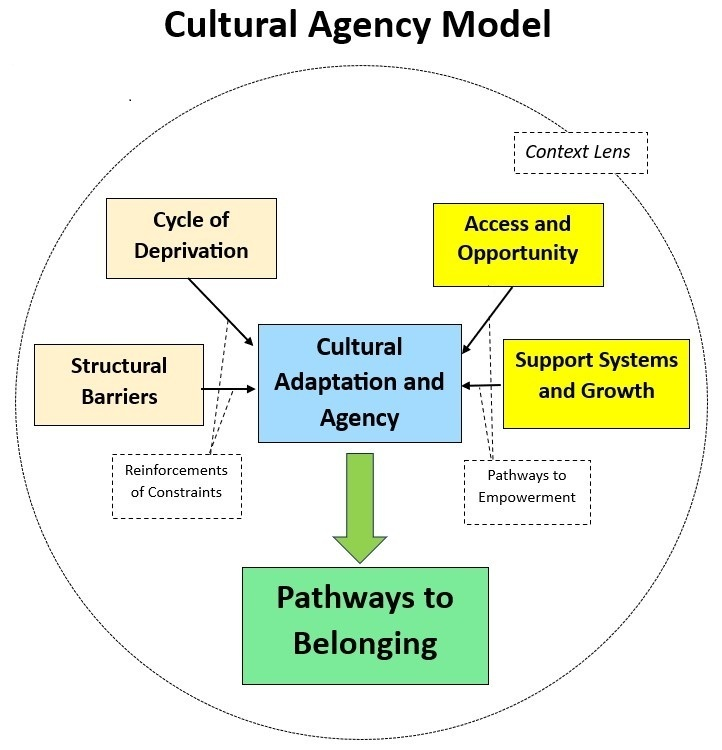 Cultural Agency Model
Context Lens
Cycle of
Deprivation
Access and
Opportunity
Structural
Barriers
Cultural
Adaptation and
Agency
Support Systems
and Growth
Reinforcements
of Constraints
Pathways to
Empowerment
Pathways to
Belonging